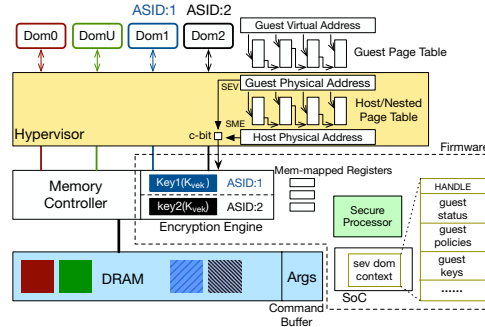 ASID:1 ASID:2
Dom0 DomU Dom1 Dom2
Guest Virtual Address
Guest Page Table
SEV
Guest Physical Address
Host/Nested
Page Table
SME
c-bit
Host Physical Address
Hypervisor
Firmware
Mem-mapped Registers
Memory
Controller
Key1(Kvek) ASID:1
key2(Kvek) ASID:2
Encryption Engine
Secure
Processor
HANDLE
guest
status
guest
policies
guest
keys
......
sev dom
context
SoC
DRAM
Args
Command
Buffer